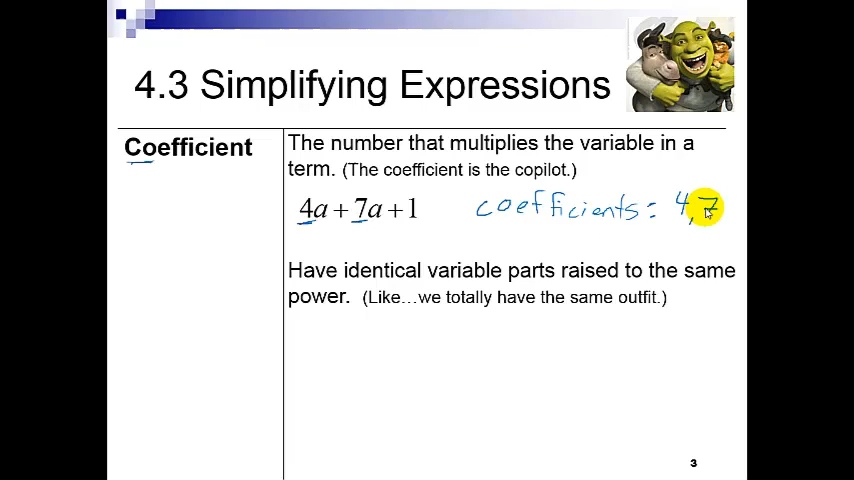 4.3 Simplifying Expressions
Coefficient
The number that multiplies the variable in a
term. (The coefficient is the copilot.)
4a + 7a + 1
coefficients = 4, 7
Have identical variable parts raised to the same
power. (Like…we totally have the same outfit.)
3